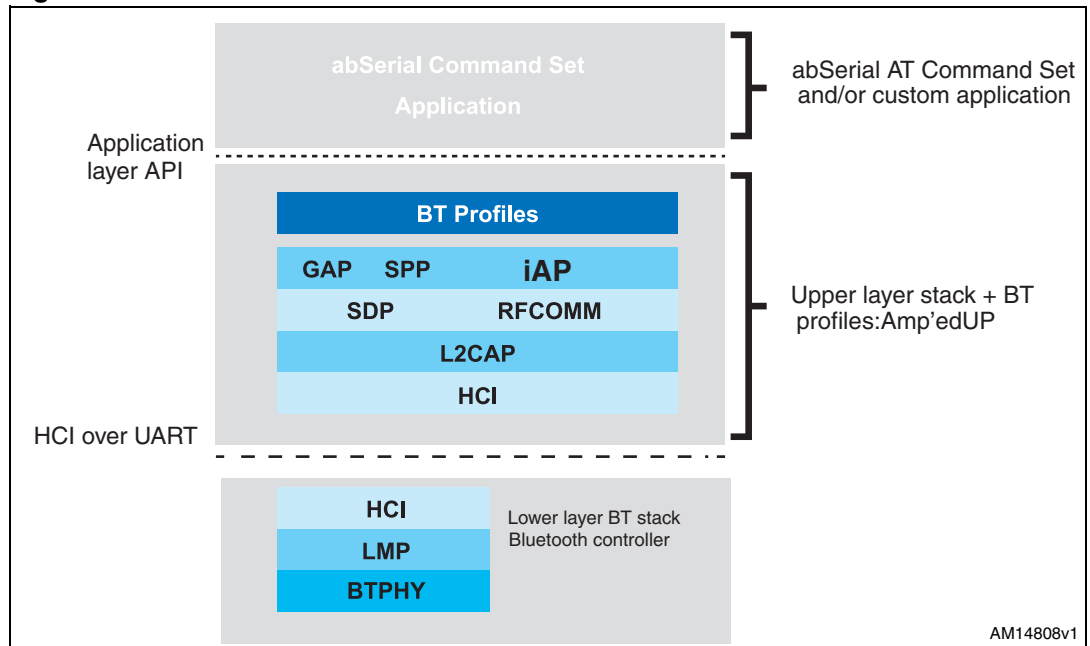 abSerial Command Set
Application
abSerial AT Command Set
and/or custom application
Application
layer API
BT Profiles
GAP SPP iAP
SDP RFCOMM
L2CAP
HCI
Upper layer stack + BT
profiles:Amp'edUP
HCI over UART
HCI
LMP
BTPHY
Lower layer BT stack
Bluetooth controller
AM14808v1